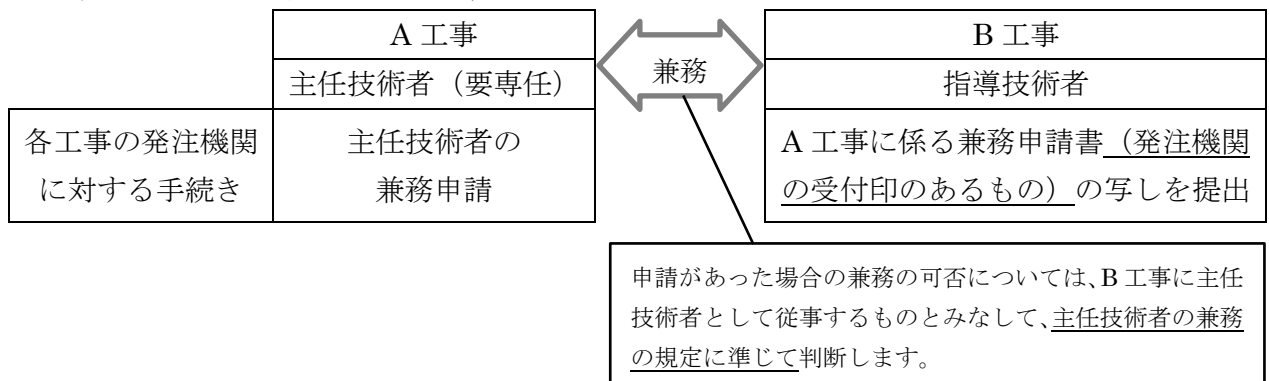 A 工事
兼務
B 工事
主任技術者（要専任）
指導技術者
各工事の発注機関
に対する手続き
主任技術者の
兼務申請
A 工事に係る兼務申請書（発注機関
の受付印のあるもの）の写しを提出
申請があった場合の兼務の可否については、B 工事に主任
技術者として従事するものとみなして、主任技術者の兼務
の規定に準じて判断します。